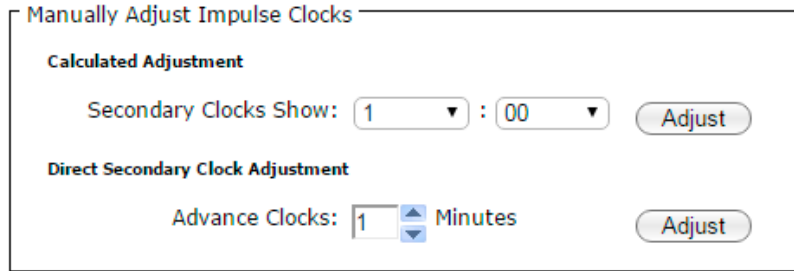 Manually Adjust Impulse Clocks
Calculated Adjustment
Secondary Clocks Show: 1 : 00 Adjust
Direct Secondary Clock Adjustment
Advance Clocks: 1 Minutes Adjust